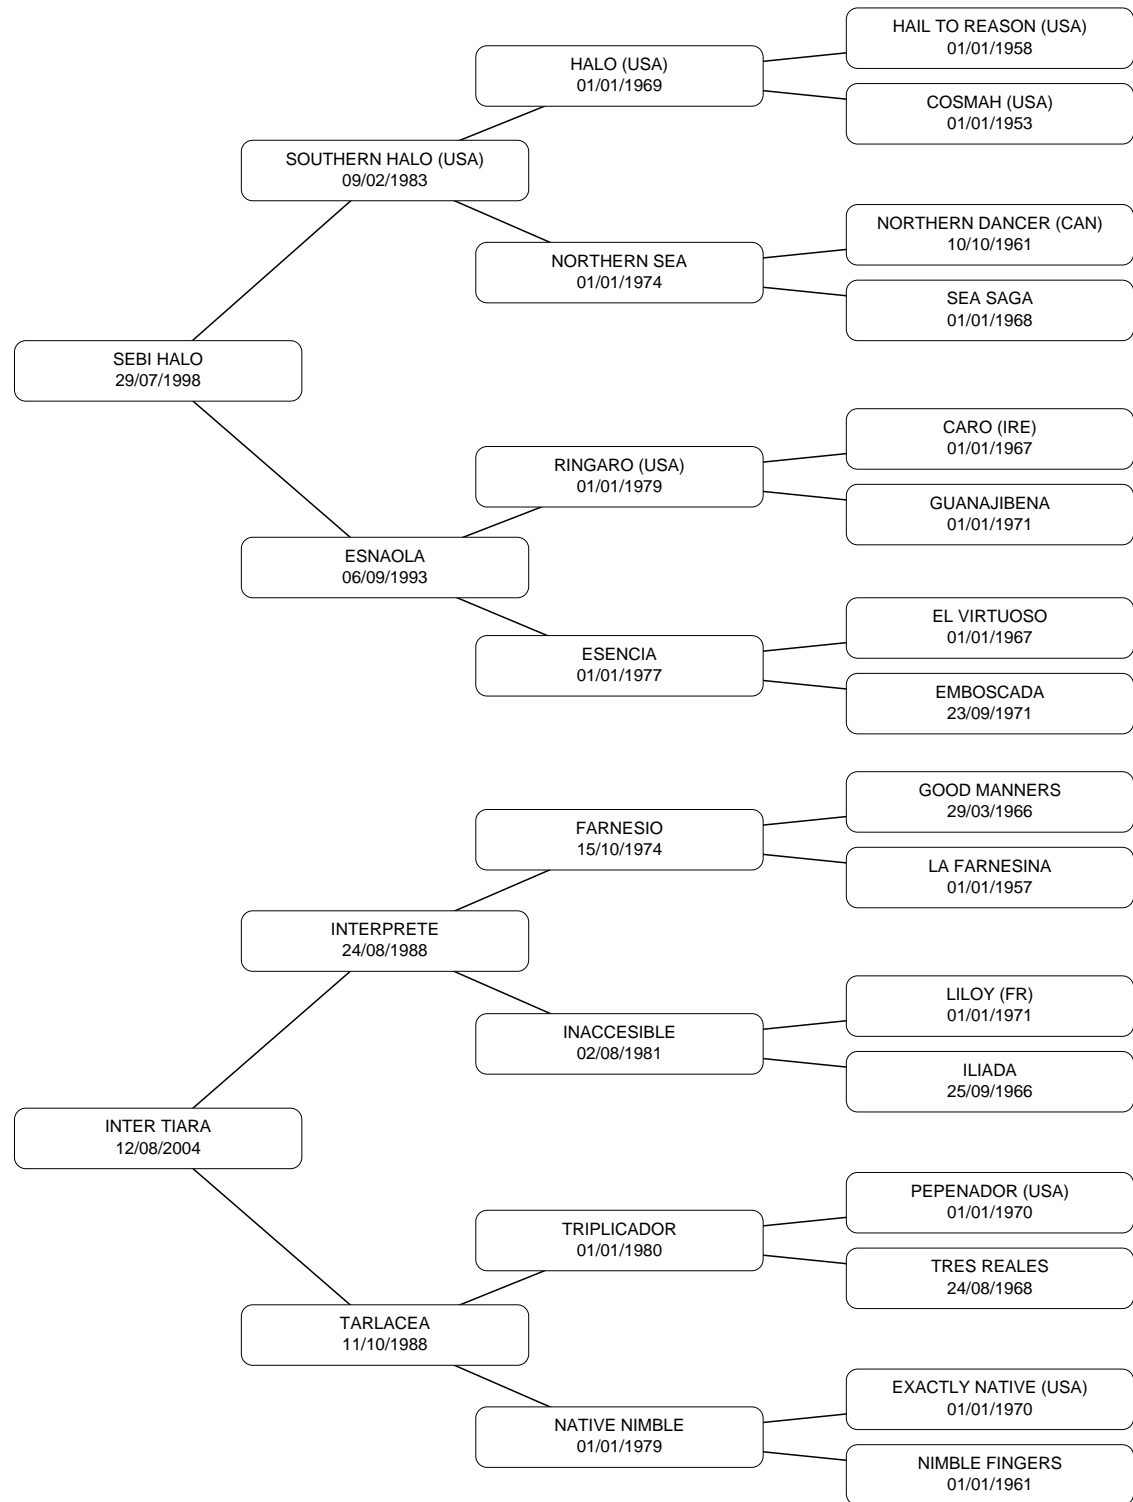 HAIL TO REASON (USA)
01/01/1958
HALO (USA)
01/01/1969
COSMAH (USA)
01/01/1953
SOUTHERN HALO (USA)
09/02/1983
NORTHERN DANCER (CAN)
10/10/1961
NORTHERN SEA
01/01/1974
SEA SAGA
01/01/1968
SEBI HALO
29/07/1998
CARO (IRE)
01/01/1967
RINGARO (USA)
01/01/1979
GUANAJIBENA
01/01/1971
ESNAOLA
06/09/1993
EL VIRTUOSO
01/01/1967
ESENCIA
01/01/1977
EMBOSCADA
23/09/1971
GOOD MANNERS
29/03/1966
FARNESIO
15/10/1974
LA FARNESINA
01/01/1957
INTERPRETE
24/08/1988
LILOY (FR)
01/01/1971
INACCESIBLE
02/08/1981
ILIADA
25/09/1966
INTER TIARA
12/08/2004
PEPENADOR (USA)
01/01/1970
TRIPLICADOR
01/01/1980
TRES REALES
24/08/1968
TARLACEA
11/10/1988
EXACTLY NATIVE (USA)
01/01/1970
NATIVE NIMBLE
01/01/1979
NIMBLE FINGERS
01/01/1961